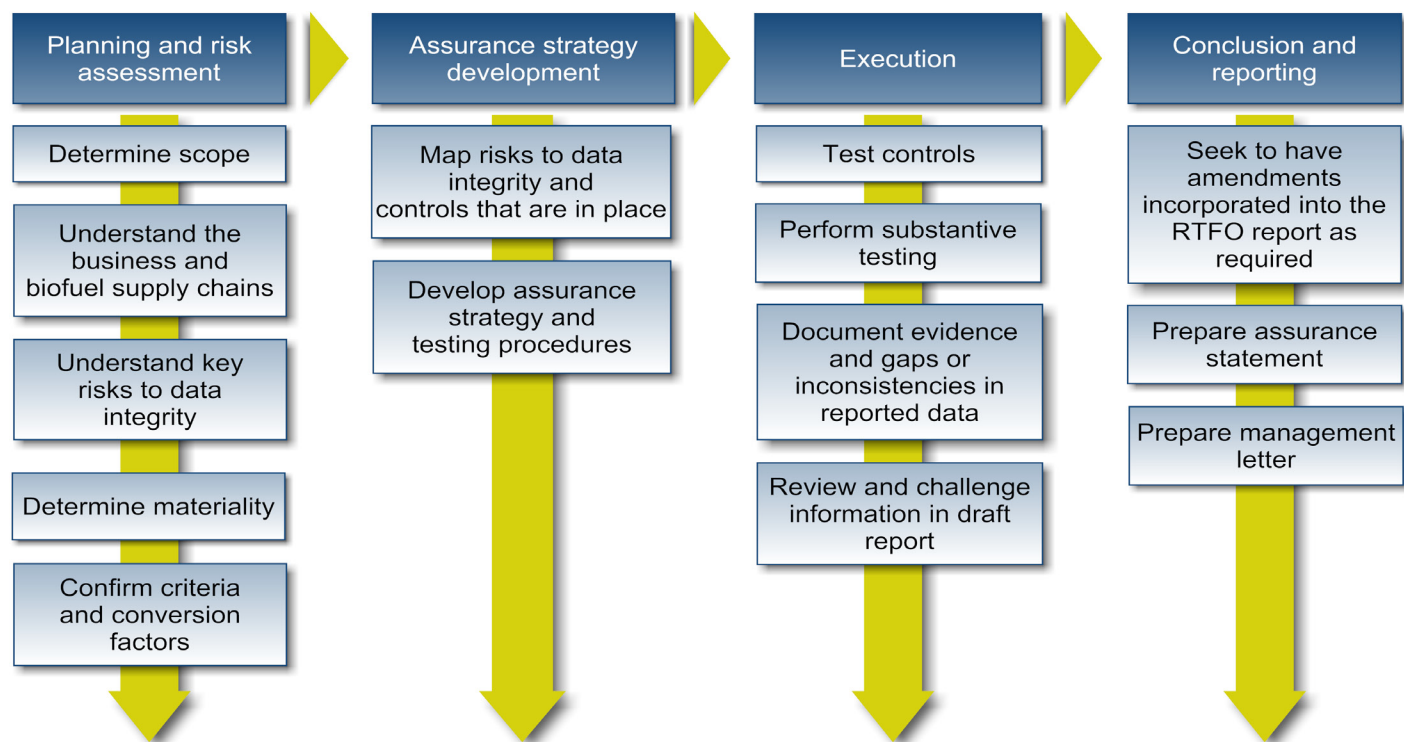 Planning and risk
assessment
Determine scope
Understand the
business and
biofuel supply chains
Understand key
risks to data
integrity
Determine materiality
Confirm criteria
and conversion
factors
Assurance strategy
development
Map risks to data
integrity and
controls that are in place
Develop assurance
strategy and
testing procedures
Execution
Test controls
Perform substantive
testing
Document evidence
and gaps or
inconsistencies in
reported data
Review and challenge
information in draft
report
Conclusion and
reporting
Seek to have
amendments
incorporated into the
RTFO report as
required
Prepare assurance
statement
Prepare management
letter